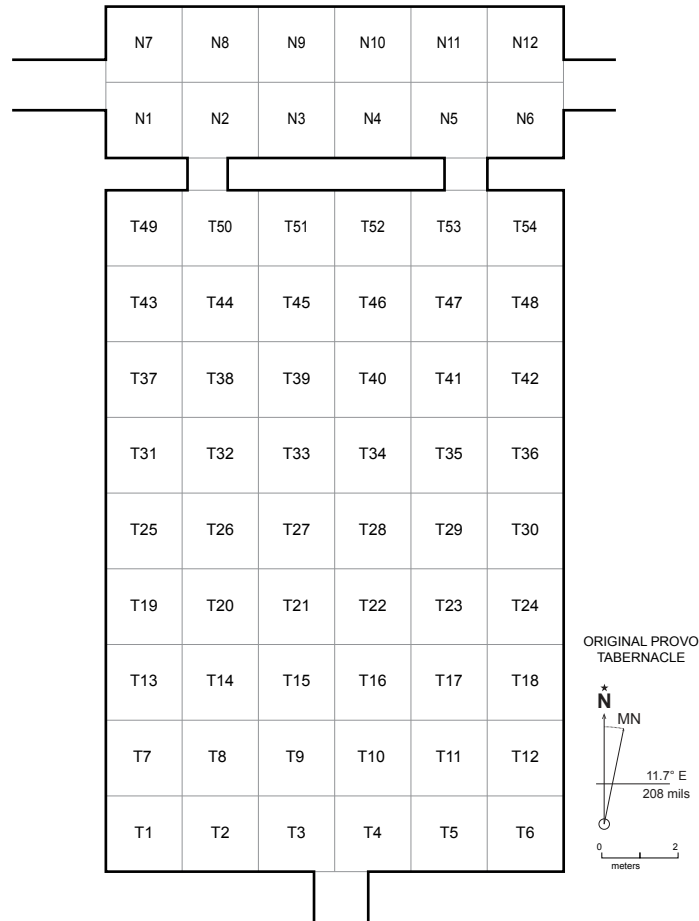 N7 N8 N9 N10 N11 N12
N1 N2 N3 N4 N5 N6
T49 T50 T51 T52 T53 T54
T43 T44 T45 T46 T47 T48
T37 T38 T39 T40 T41 T42
T31 T32 T33 T34 T35 T36
T25 T26 T27 T28 T29 T30
T19 T20 T21 T22 T23 T24
T13 T14 T15 T16 T17 T18
T7 T8 T9 T10 T11 T12
T1 T2 T3 T4 T5 T6
ORIGINAL PROVO
TABERNACLE
N
MN
11.7° E
208 mils
0 2
meters